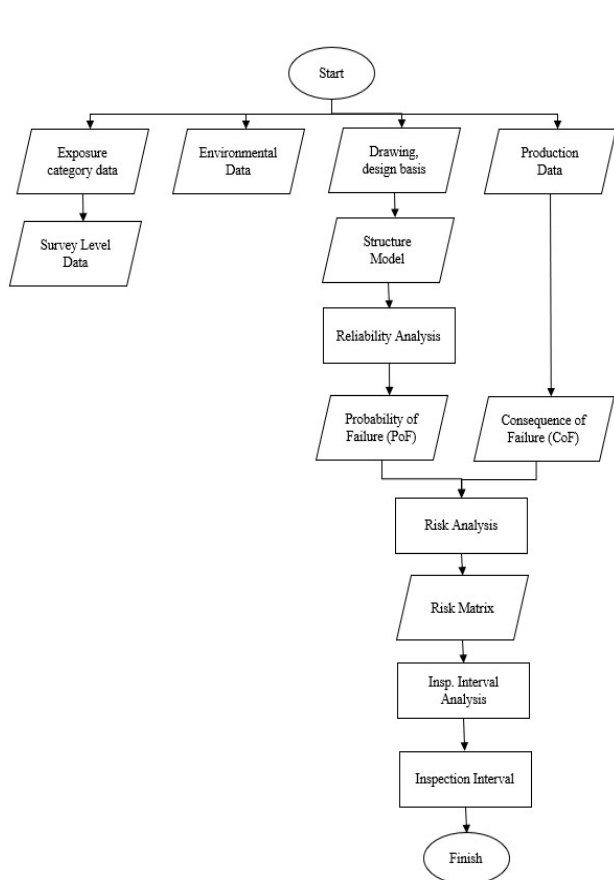 Start
Exposure
category data
Environmental
Data
Drawing,
design basis
Production
Data
Survey Level
Data
Structure
Model
Reliability Analysis
Probability of
Failure (PoF)
Consequence of
Failure (CoF)
Risk Analysis
Risk Matrix
Insp. Interval
Analysis
Inspection Interval
Finish